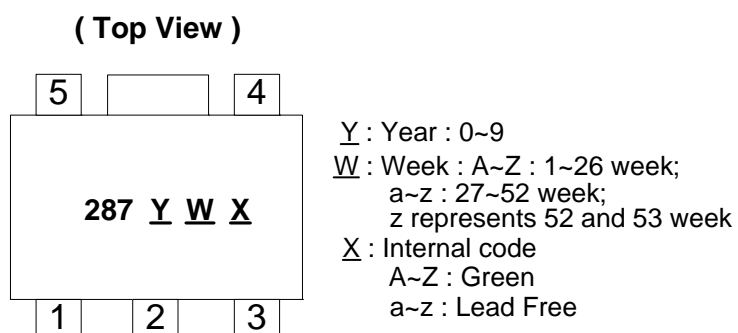 ( Top View )
5 4
287 Y W X
1 2 3
Y : Year : 0~9
W : Week : A~Z : 1~26 week;
a~z : 27~52 week;
z represents 52 and 53 week
X : Internal code
A~Z : Green
a~z : Lead Free